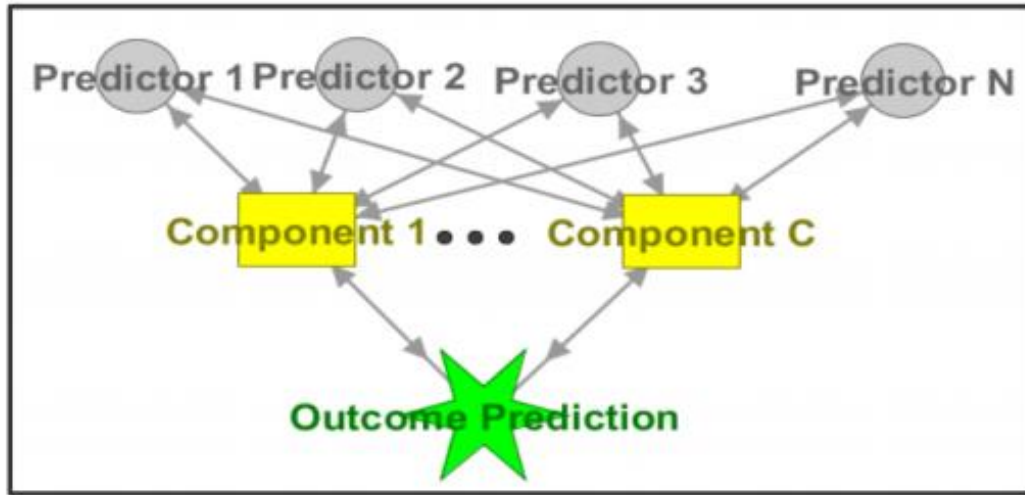 Predictor 1 Predictor 2 Predictor 3 Predictor N
Component 1 ••• Component C
Outcome Prediction